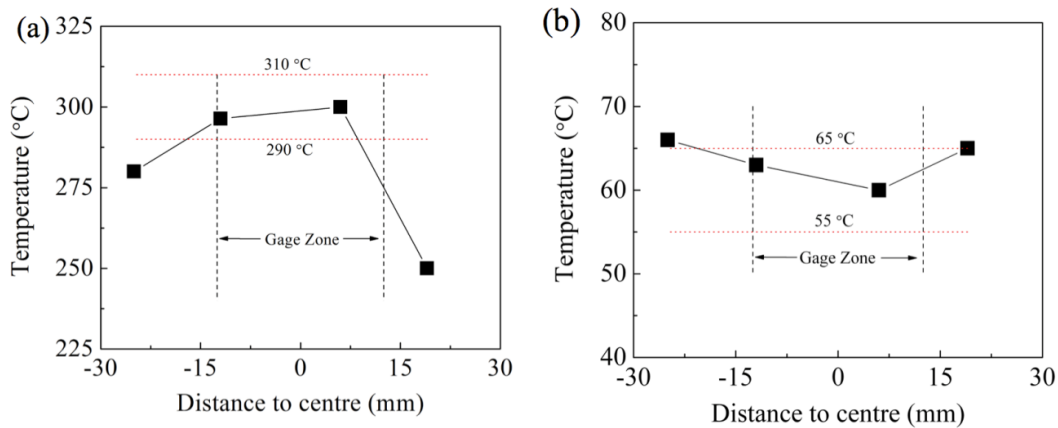 (a)
325
300
275
250
225
-30
-15
0
15
30
Temperature (°C)
Distance to centre (mm)
310 °C
290 °C
Gage Zone
(b)
80
70
60
50
40
-30
-15
0
15
30
Temperature (°C)
Distance to centre (mm)
65 °C
55 °C
Gage Zone